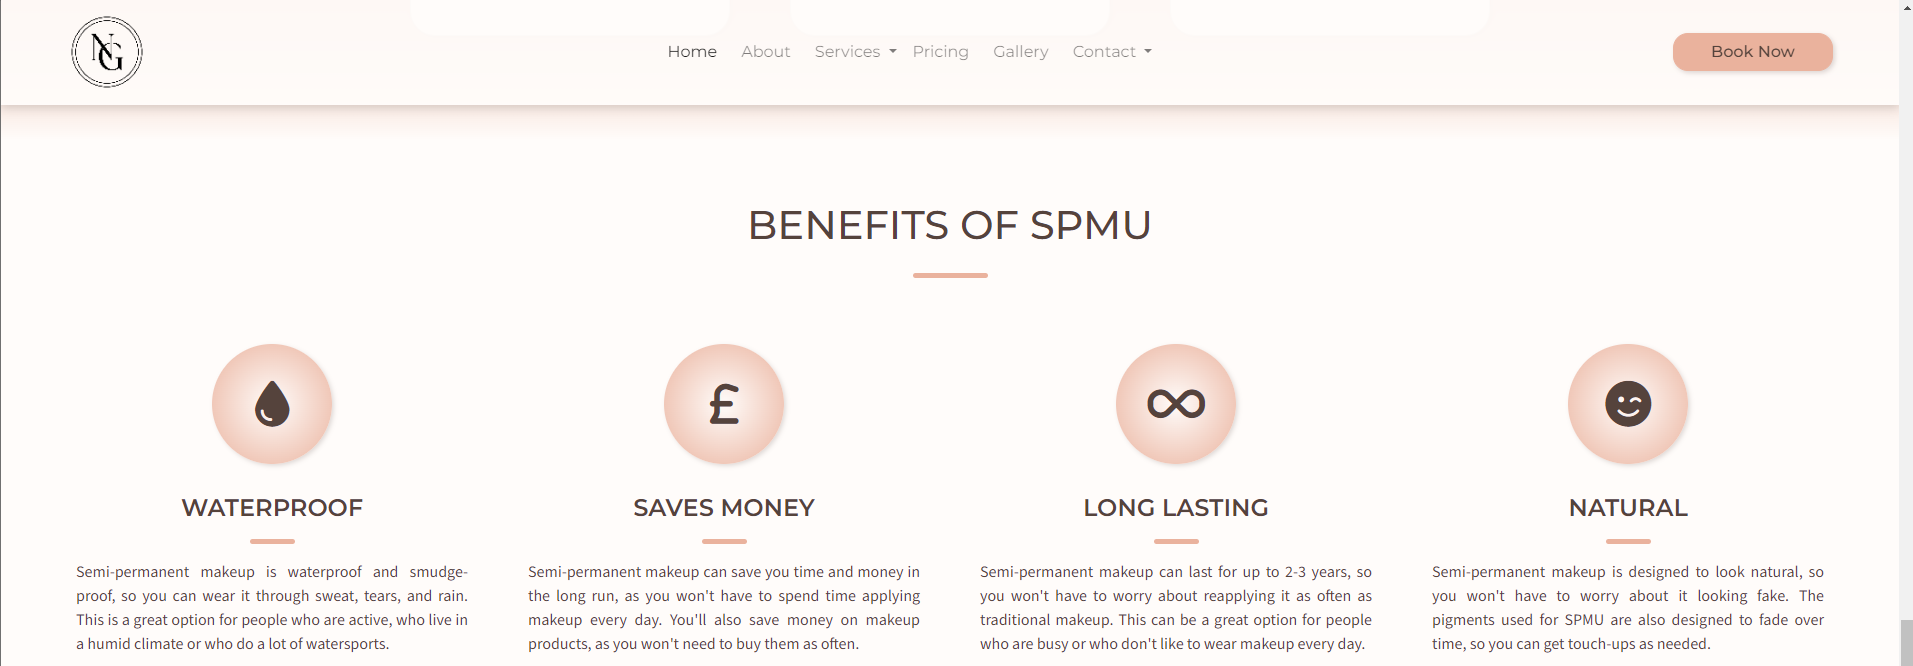 NG
Home About Services Pricing Gallery Contact Book Now
BENEFITS OF SPMU
£
WATERPROOF
Semi-permanent makeup is waterproof and smudge-
proof, so you can wear it through sweat, tears, and rain.
This is a great option for people who are active, who live in
a humid climate or who do a lot of watersports.
SAVES MONEY
Semi-permanent makeup can save you time and money in
the long run, as you won't have to spend time applying
makeup every day. You'll also save money on makeup
products, as you won't need to buy them as often.
LONG LASTING
Semi-permanent makeup can last for up to 2-3 years, so
you won't have to worry about reapplying it as often as
traditional makeup. This can be a great option for people
who are busy or who don't like to wear makeup every day.
NATURAL
Semi-permanent makeup is designed to look natural, so
you won't have to worry about it looking fake. The
pigments used for SPMU are also designed to fade over
time, so you can get touch-ups as needed.